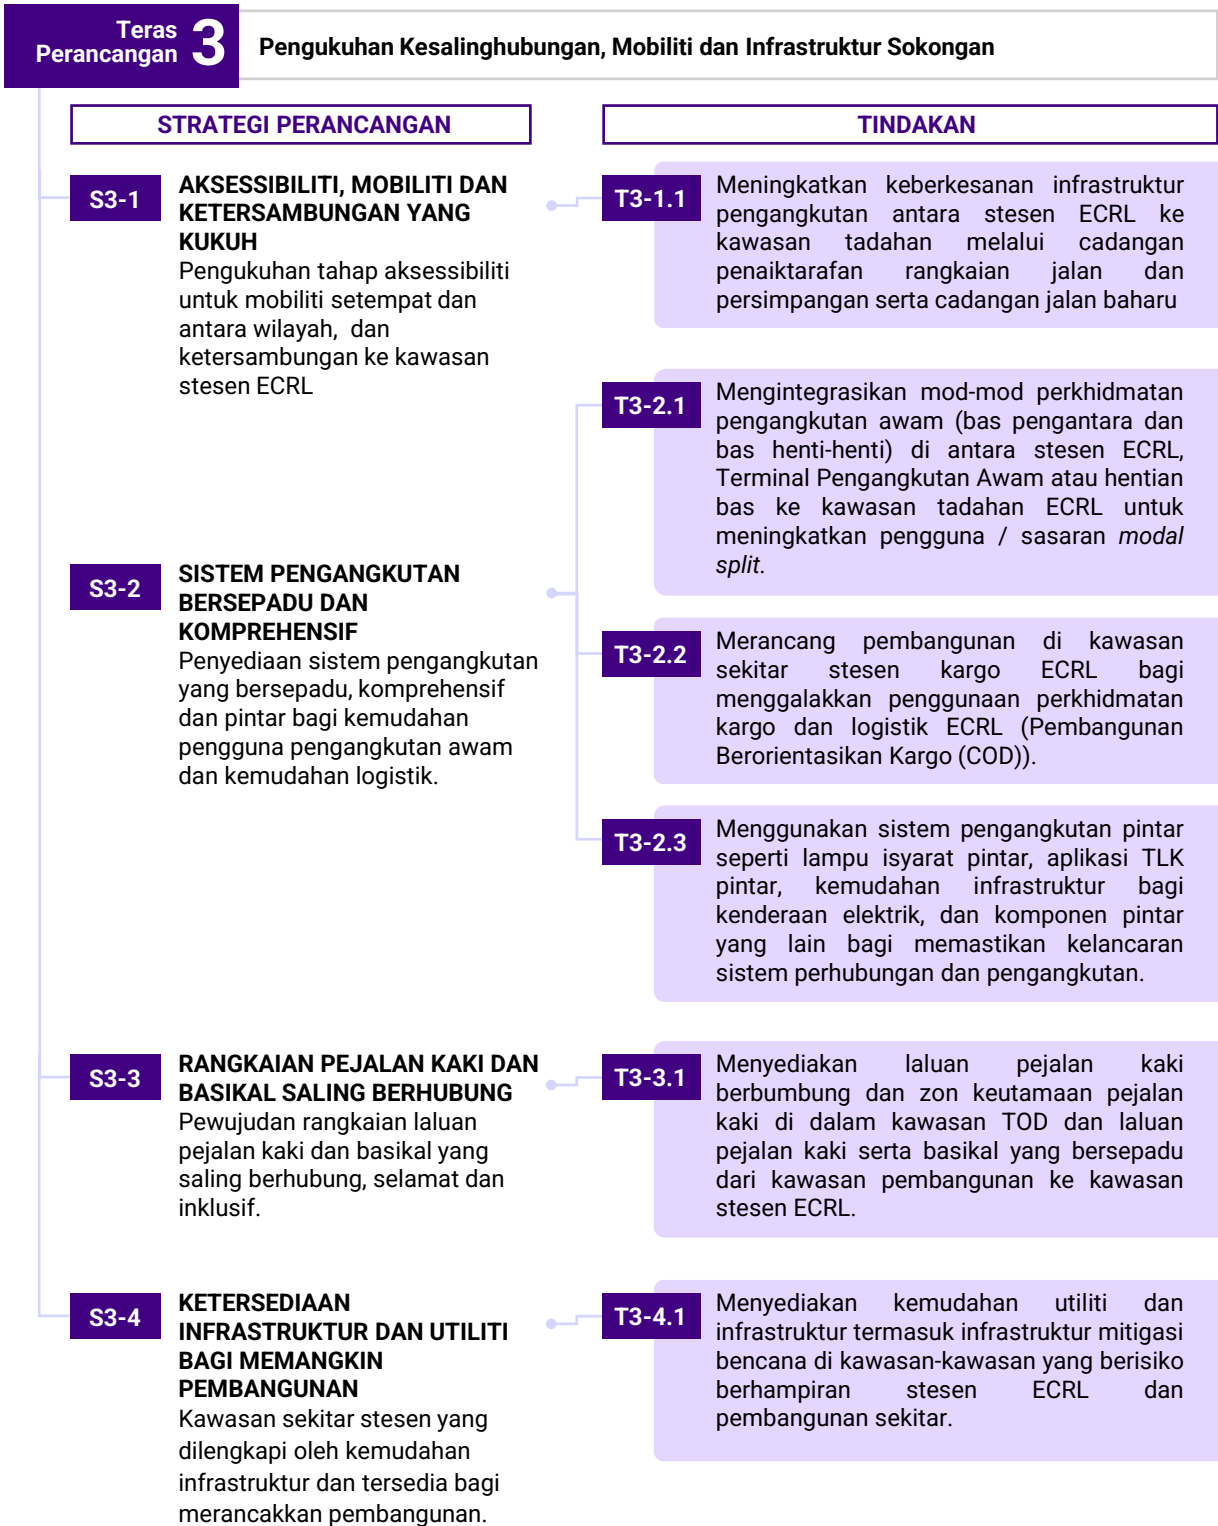 Teras
Perancangan 3
Pengukuhan Kesalinghubungan, Mobiliti dan Infrastruktur Sokongan
STRATEGI PERANCANGAN
TINDAKAN
S3-1
AKSESSIBILITI, MOBILITI DAN
KETERSAMBUNGAN YANG
KUKUH
Pengukuhan tahap aksessibiliti
untuk mobiliti setempat dan
antara wilayah, dan
ketersambungan ke kawasan
stesen ECRL
T3-1.1
Meningkatkan keberkesanan infrastruktur
pengangkutan antara stesen ECRL ke
kawasan tadahan melalui cadangan
penaiktarafan rangkaian jalan dan
persimpangan serta cadangan jalan baharu
S3-2
SISTEM PENGANGKUTAN
BERSEPADU DAN
KOMPREHENSIF
Penyediaan sistem pengangkutan
yang bersepadu, komprehensif
dan pintar bagi kemudahan
pengguna pengangkutan awam
dan kemudahan logistik.
T3-2.1
Mengintegrasikan mod-mod perkhidmatan
pengangkutan awam (bas pengantara dan
bas henti-henti) di antara stesen ECRL,
Terminal Pengangkutan Awam atau hentian
bas ke kawasan tadahan ECRL untuk
meningkatkan pengguna / sasaran modal
split.
T3-2.2
Merancang pembangunan di kawasan
sekitar stesen kargo ECRL bagi
menggalakkan penggunaan perkhidmatan
kargo dan logistik ECRL (Pembangunan
Berorientasikan Kargo (COD)).
T3-2.3
Menggunakan sistem pengangkutan pintar
seperti lampu isyarat pintar, aplikasi TLK
pintar, kemudahan infrastruktur bagi
kenderaan elektrik, dan komponen pintar
yang lain bagi memastikan kelancaran
sistem perhubungan dan pengangkutan.
S3-3
RANGKAIAN PEJALAN KAKI DAN
BASIKAL SALING BERHUBUNG
Pewujudan rangkaian laluan
pejalan kaki dan basikal yang
saling berhubung, selamat dan
inklusif.
T3-3.1
Menyediakan laluan pejalan kaki
berbumbung dan zon keutamaan pejalan
kaki di dalam kawasan TOD dan laluan
pejalan kaki serta basikal yang bersepadu
dari kawasan pembangunan ke kawasan
stesen ECRL.
S3-4
KETERSEDIAAN
INFRASTRUKTUR DAN UTILITI
BAGI MEMANGKIN
PEMBANGUNAN
Kawasan sekitar stesen yang
dilengkapi oleh kemudahan
infrastruktur dan tersedia bagi
merancakkan pembangunan.
T3-4.1
Menyediakan kemudahan utiliti dan
infrastruktur termasuk infrastruktur mitigasi
bencana di kawasan-kawasan yang berisiko
berhampiran stesen ECRL dan
pembangunan sekitar.